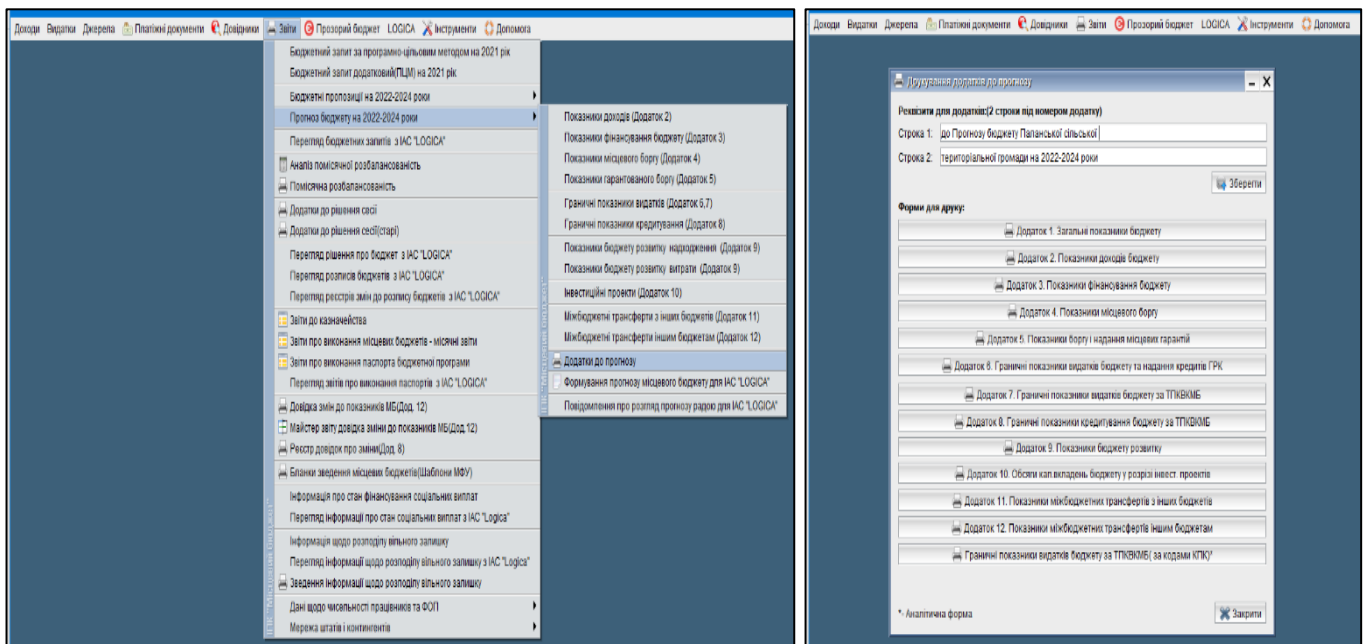 Доходи Видатки Джерела Платіжні документи Довідники Звіти Прозорий бюджет LOGICA Інструменти Допомога
Бюджетний запит за програмно-цільовим методом на 2021 рік
Бюджетний запит додатковий(ПЦМ) на 2021 рік
Бюджетні пропозиції на 2022-2024 роки
Прогноз бюджету на 2022-2024 роки
Перегляд бюджетних запитів з ІАС "LOGICA"
Аналіз помісячної розбалансованості
Помісячна розбалансованість
Додатки до рішення сесії
Додатки до рішення сесії(старі)
Перегляд рішення про бюджет з ІАС "LOGICA"
Перегляд розписів бюджетів з ІАС "LOGICA"
Перегляд реєстрів змін до розпису бюджетів з ІАС "LOGICA"
Звіти до казначейства
Звіти про виконання місцевих бюджетів - місячні звіти
Звіти про виконання паспорта бюджетної програми
Перегляд звітів про виконання паспортів з ІАС "LOGICA"
Довідка змін до показників МБ(Дод. 12)
Майстер звіту довідка зміни до показників МБ(Дод.12)
Реєстр довідок про зміни(Дод. 8)
Бланки зведення місцевих бюджетів(Шаблони МФУ)
Інформація про стан фінансування соціальних виплат
Перегляд інформації про стан соціальних виплат з ІАС "Logica"
Інформація щодо розподілу вільного залишку
Перегляд інформації щодо розподілу вільного залишку з ІАС "Logica"
Зведення інформації щодо розподілу вільного залишку
Дані щодо чисельності працівників та ФОП
Мережа штатів і контингентів
ІПК "Місцевий бюджет"
Показники доходів (Додаток 2)
Показники фінансування бюджету (Додаток 3)
Показники місцевого боргу (Додаток 4)
Показники гарантованого боргу (Додаток 5)
Граничні показники видатків (Додаток 6,7)
Граничні показники кредитування (Додаток 8)
Показники бюджету розвитку надходження (Додаток 9)
Показники бюджету розвитку витрати (Додаток 9)
Інвестиційні проекти (Додаток 10)
Міжбюджетні трансферти з інших бюджетів (Додаток 11)
Міжбюджетні трансферти іншим бюджетам (Додаток 12)
Додатки до прогнозу
Формування прогнозу місцевого бюджету для ІАС "LOGICA"
Повідомлення про розгляд прогнозу радою для ІАС "LOGICA"
ІПК "Місцевий бюджет"
Доходи Видатки Джерела Платіжні документи Довідники Звіти Прозорий бюджет LOGICA Інструменти Допомога
Друкування додатків до прогнозу
Реквізити для додатків:(2 строки під номером додатку)
Строка 1: до Прогнозу бюджету Паланської сільської
Строка 2: територіальної громади на 2022-2024 роки
Зберегти
Форми для друку:
Додаток 1. Загальні показники бюджету
Додаток 2. Показники доходів бюджету
Додаток 3. Показники фінансування бюджету
Додаток 4. Показники місцевого боргу
Додаток 5. Показники боргу і надання місцевих гарантій
Додаток 6. Граничні показники видатків бюджету та надання кредитів ГРК
Додаток 7. Граничні показники видатків бюджету за ТПКВКМБ
Додаток 8. Граничні показники кредитування бюджету за ТПКВКМБ
Додаток 9. Показники бюджету розвитку
Додаток 10. Обсяги кап.вкладень бюджету у розрізі інвест. проектів
Додаток 11. Показники міжбюджетних трансфертів з інших бюджетів
Додаток 12. Показники міжбюджетних трансфертів іншим бюджетам
Граничні показники видатків бюджету за ТПКВКМБ( за кодами КПК)*
*- Аналітична форма
Закрити